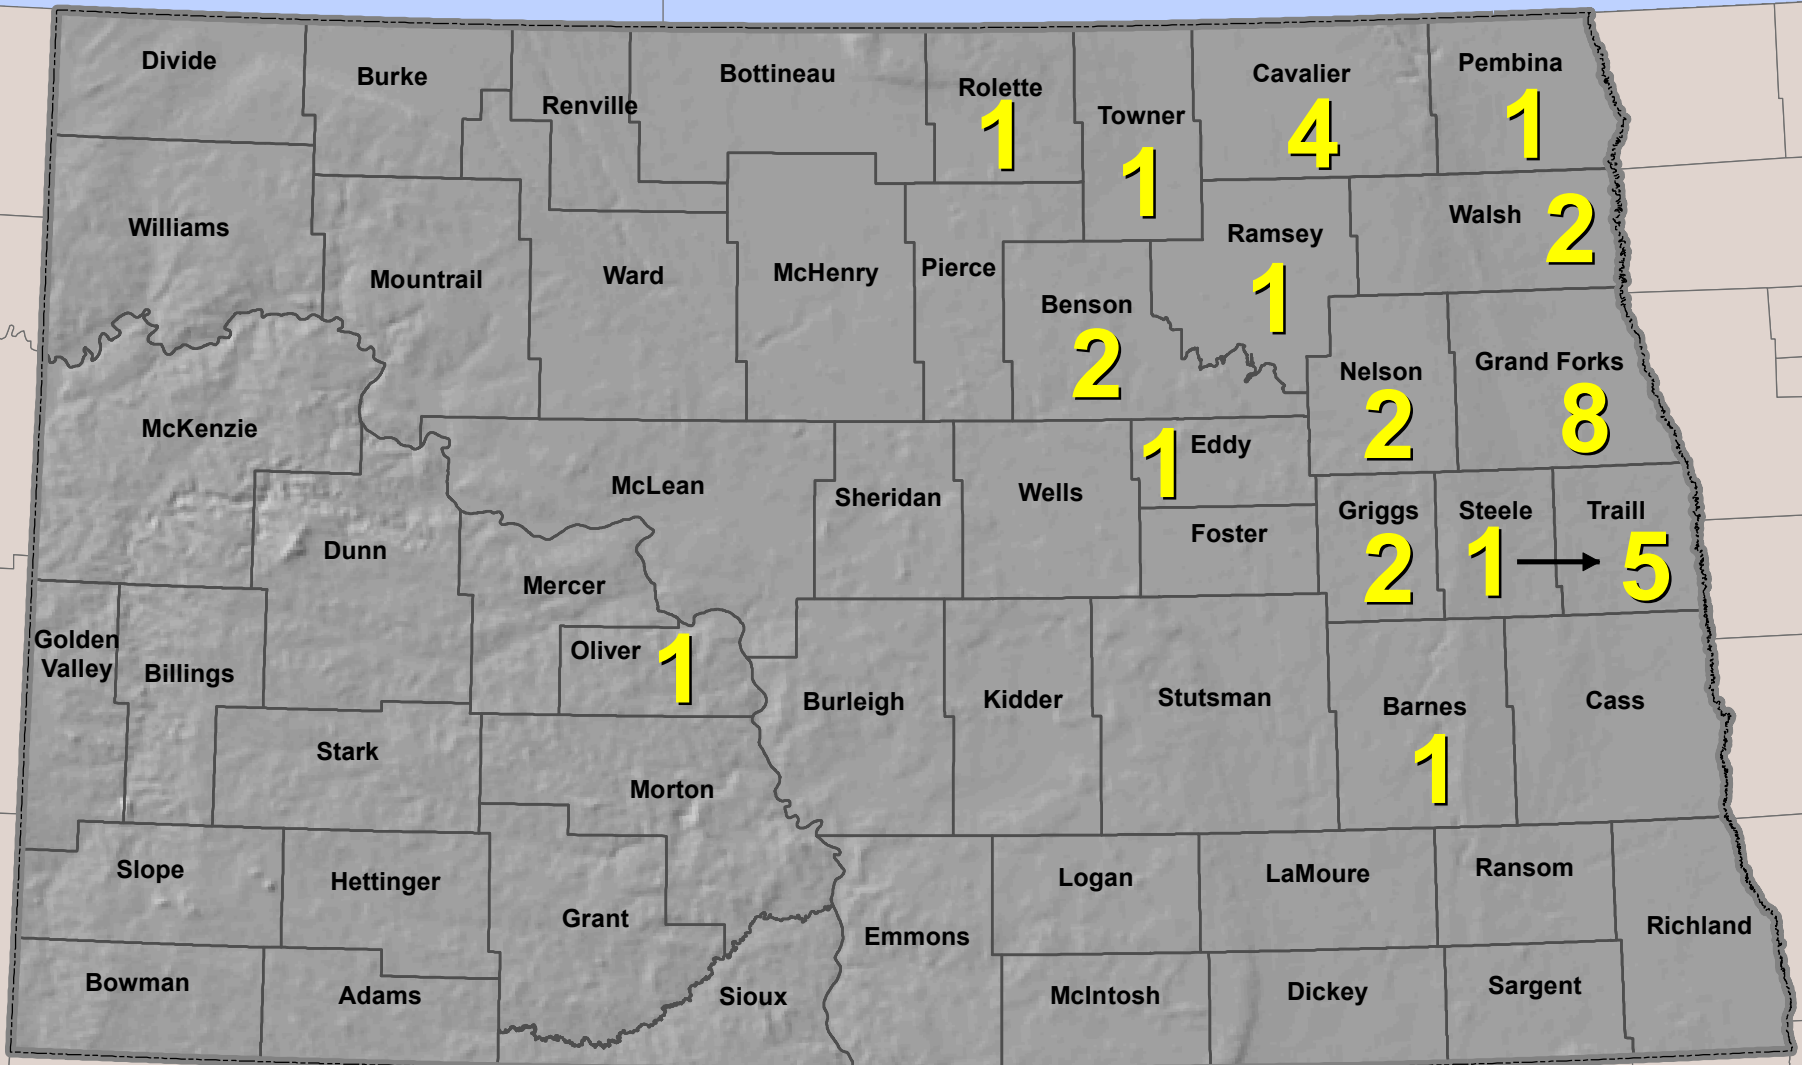 Divide
Burke
Renville
Bottineau
Rolette
1
Towner
1
Cavalier
4
Pembina
1
Williams
Mountrail
Ward
McHenry
Pierce
Benson
2
Ramsey
1
Walsh
2
McKenzie
Nelson
2
Grand Forks
8
McLean
Sheridan
Wells
1 Eddy
Foster
Griggs
2
Steele
1
Traill
5
Dunn
Mercer
Oliver 1
Golden
Valley
Billings
Stark
Morton
Burleigh
Kidder
Stutsman
Barnes
1
Cass
Slope
Hettinger
Grant
Emmons
Logan
LaMoure
Ransom
Richland
Bowman
Adams
Sioux
McIntosh
Dickey
Sargent